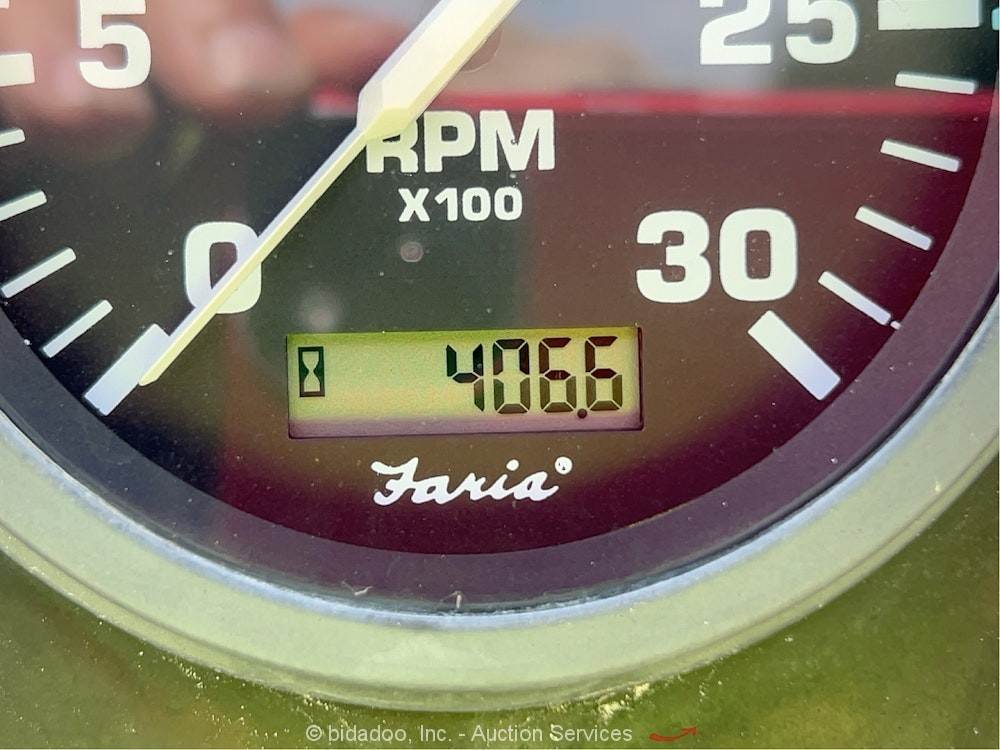 5 25
RPM
X100
0 30
406.6
Faria®
© bidadoo, Inc. - Auction Services